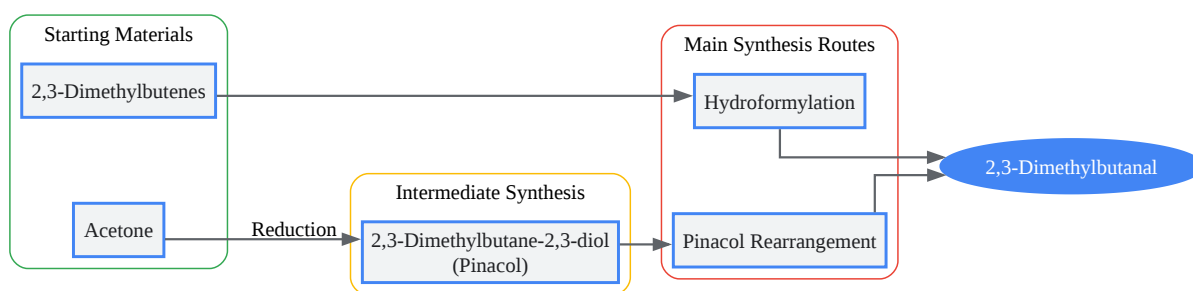 Starting Materials
2,3-Dimethylbutenes
Acetone
Reduction
Intermediate Synthesis
2,3-Dimethylbutane-2,3-diol
(Pinacol)
Main Synthesis Routes
Hydroformylation
Pinacol Rearrangement
2,3-Dimethylbutanal